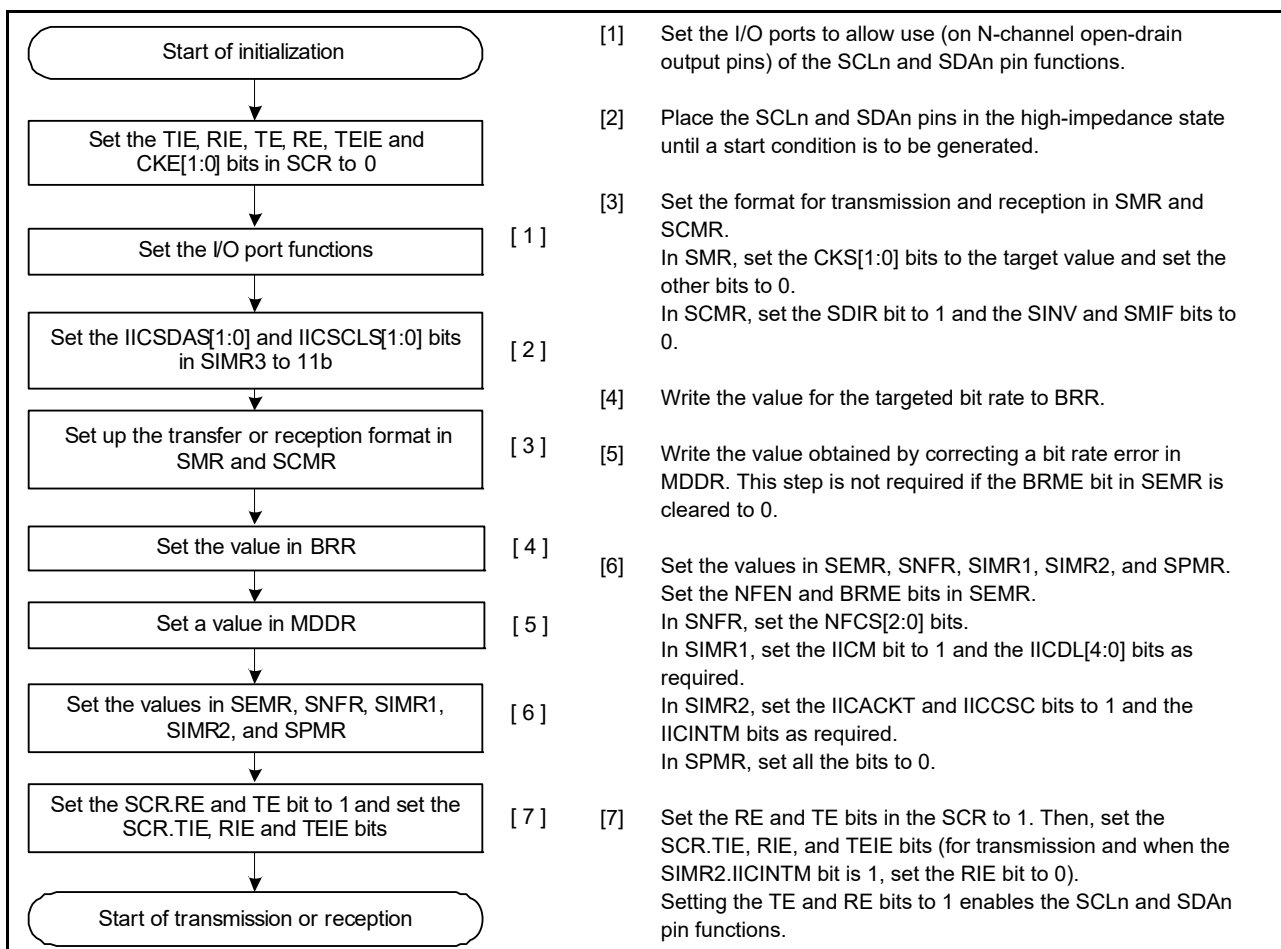 Start of initialization
Set the TIE, RIE, TE, RE, TEIE and
CKE[1:0] bits in SCR to 0
Set the I/O port functions
[ 1 ]
Set the IICSDAS[1:0] and IICSCLS[1:0] bits
in SIMR3 to 11b
[ 2 ]
Set up the transfer or reception format in
SMR and SCMR
[ 3 ]
Set the value in BRR
[ 4 ]
Set a value in MDDR
[ 5 ]
Set the values in SEMR, SNFR, SIMR1,
SIMR2, and SPMR
[ 6 ]
Set the SCR.RE and TE bit to 1 and set the
SCR.TIE, RIE and TEIE bits
[ 7 ]
Start of transmission or reception
[1] Set the I/O ports to allow use (on N-channel open-drain
output pins) of the SCLn and SDAn pin functions.
[2] Place the SCLn and SDAn pins in the high-impedance state
until a start condition is to be generated.
[3] Set the format for transmission and reception in SMR and
SCMR.
In SMR, set the CKS[1:0] bits to the target value and set the
other bits to 0.
In SCMR, set the SDIR bit to 1 and the SINV and SMIF bits to
0.
[4] Write the value for the targeted bit rate to BRR.
[5] Write the value obtained by correcting a bit rate error in
MDDR. This step is not required if the BRME bit in SEMR is
cleared to 0.
[6] Set the values in SEMR, SNFR, SIMR1, SIMR2, and SPMR.
Set the NFEN and BRME bits in SEMR.
In SNFR, set the NFCS[2:0] bits.
In SIMR1, set the IICM bit to 1 and the IICDL[4:0] bits as
required.
In SIMR2, set the IICACKT and IICCSC bits to 1 and the
IICINTM bits as required.
In SPMR, set all the bits to 0.
[7] Set the RE and TE bits in the SCR to 1. Then, set the
SCR.TIE, RIE, and TEIE bits (for transmission and when the
SIMR2.IICINTM bit is 1, set the RIE bit to 0).
Setting the TE and RE bits to 1 enables the SCLn and SDAn
pin functions.